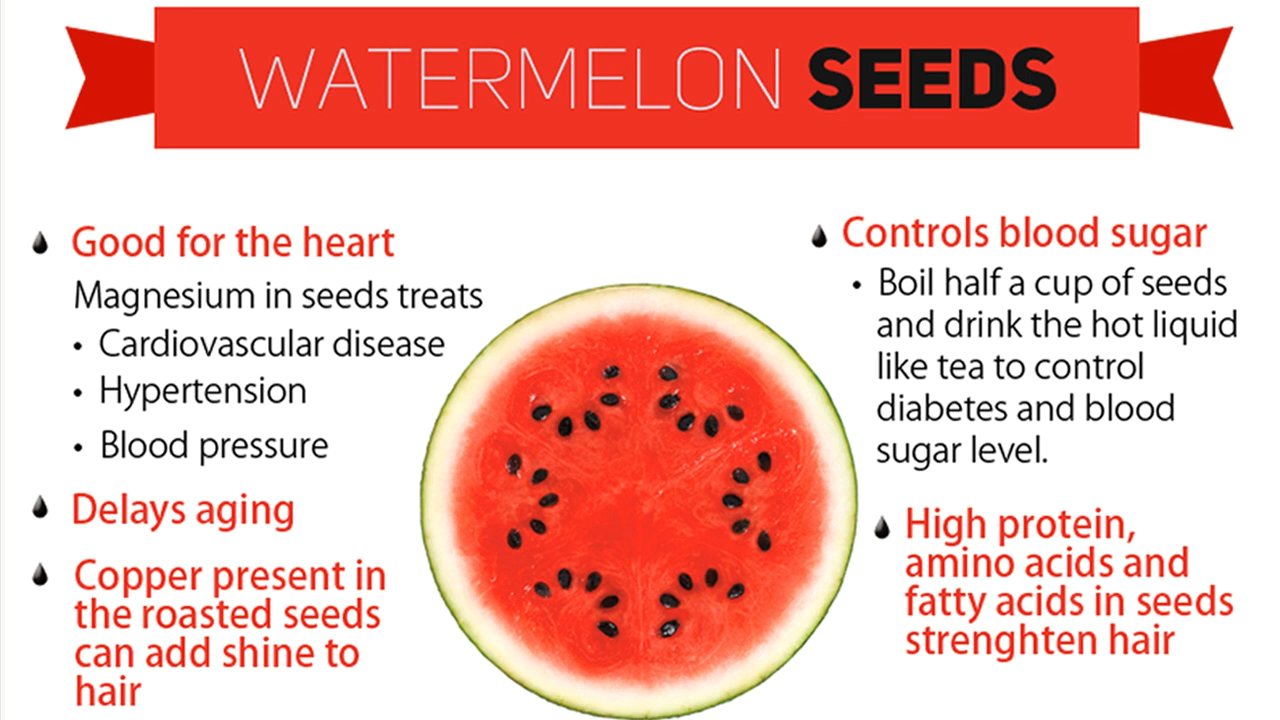 WATERMELON SEEDS
Good for the heart
Magnesium in seeds treats
• Cardiovascular disease
• Hypertension
• Blood pressure
Delays aging
Copper present in
the roasted seeds
can add shine to
hair
Controls blood sugar
• Boil half a cup of seeds
and drink the hot liquid
like tea to control
diabetes and blood
sugar level.
High protein,
amino acids and
fatty acids in seeds
strenghten hair